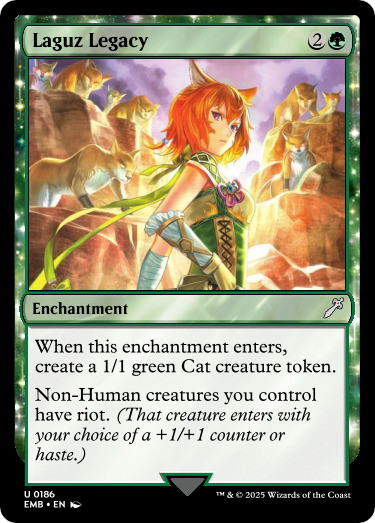 Laguz Legacy 2
Enchantment
When this enchantment enters,
create a 1/1 green Cat creature token.
Non-Human creatures you control
have riot. (That creature enters with
your choice of a +1/+1 counter or
haste.)
U 0186
EMB • EN
™ & © 2025 Wizards of the Coast